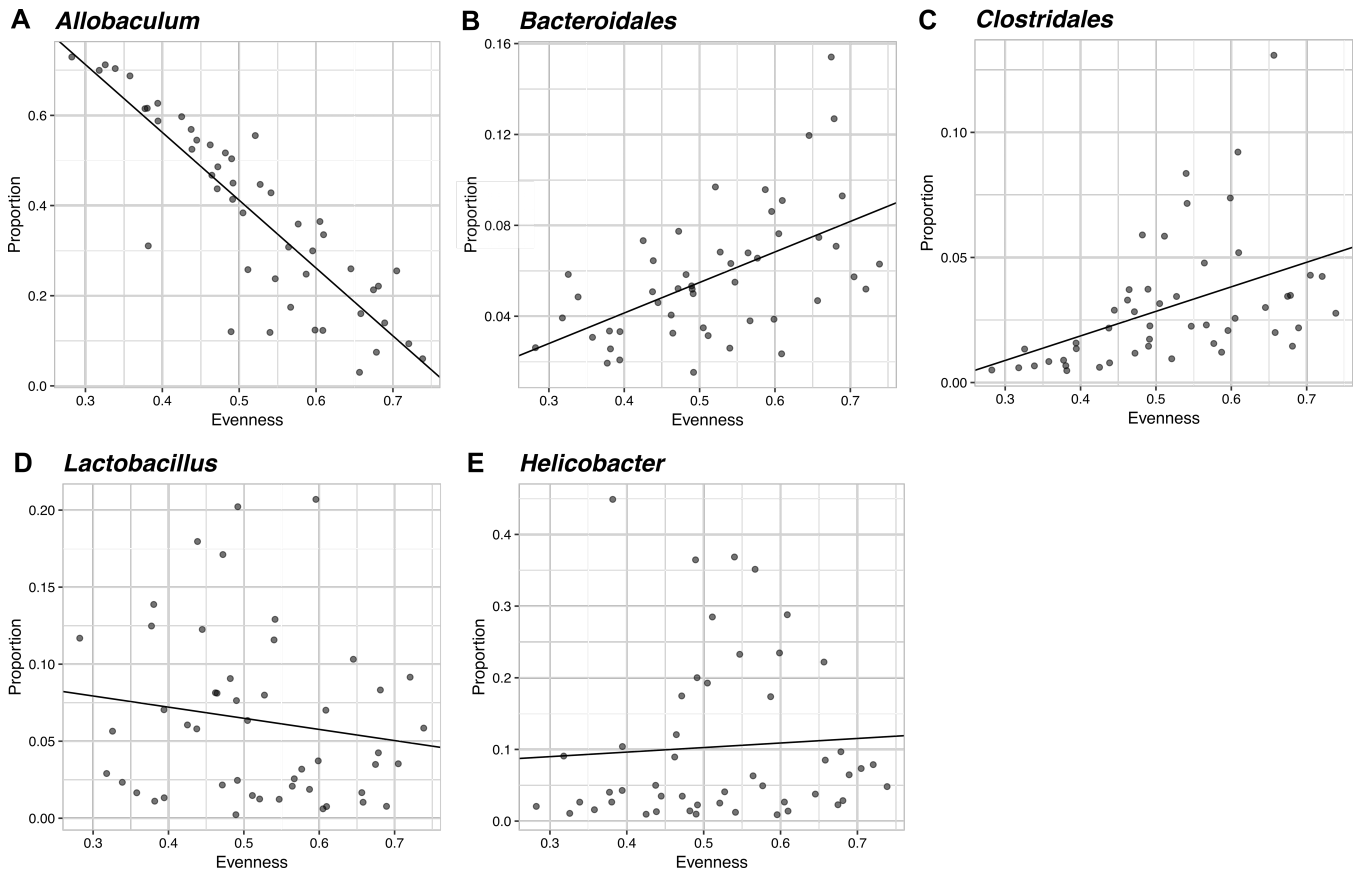 A Allobaculum
Proportion
0.6
0.4
0.2
0.0
0.3 0.4 0.5 0.6 0.7
Evenness
B Bacteroidales
Proportion
0.16
0.12
0.08
0.04
0.3 0.4 0.5 0.6 0.7
Evenness
C Clostridales
Proportion
0.10
0.05
0.00
0.3 0.4 0.5 0.6 0.7
Evenness
D Lactobacillus
Proportion
0.20
0.15
0.10
0.05
0.00
0.3 0.4 0.5 0.6 0.7
Evenness
E Helicobacter
Proportion
0.4
0.3
0.2
0.1
0.0
0.3 0.4 0.5 0.6 0.7
Evenness